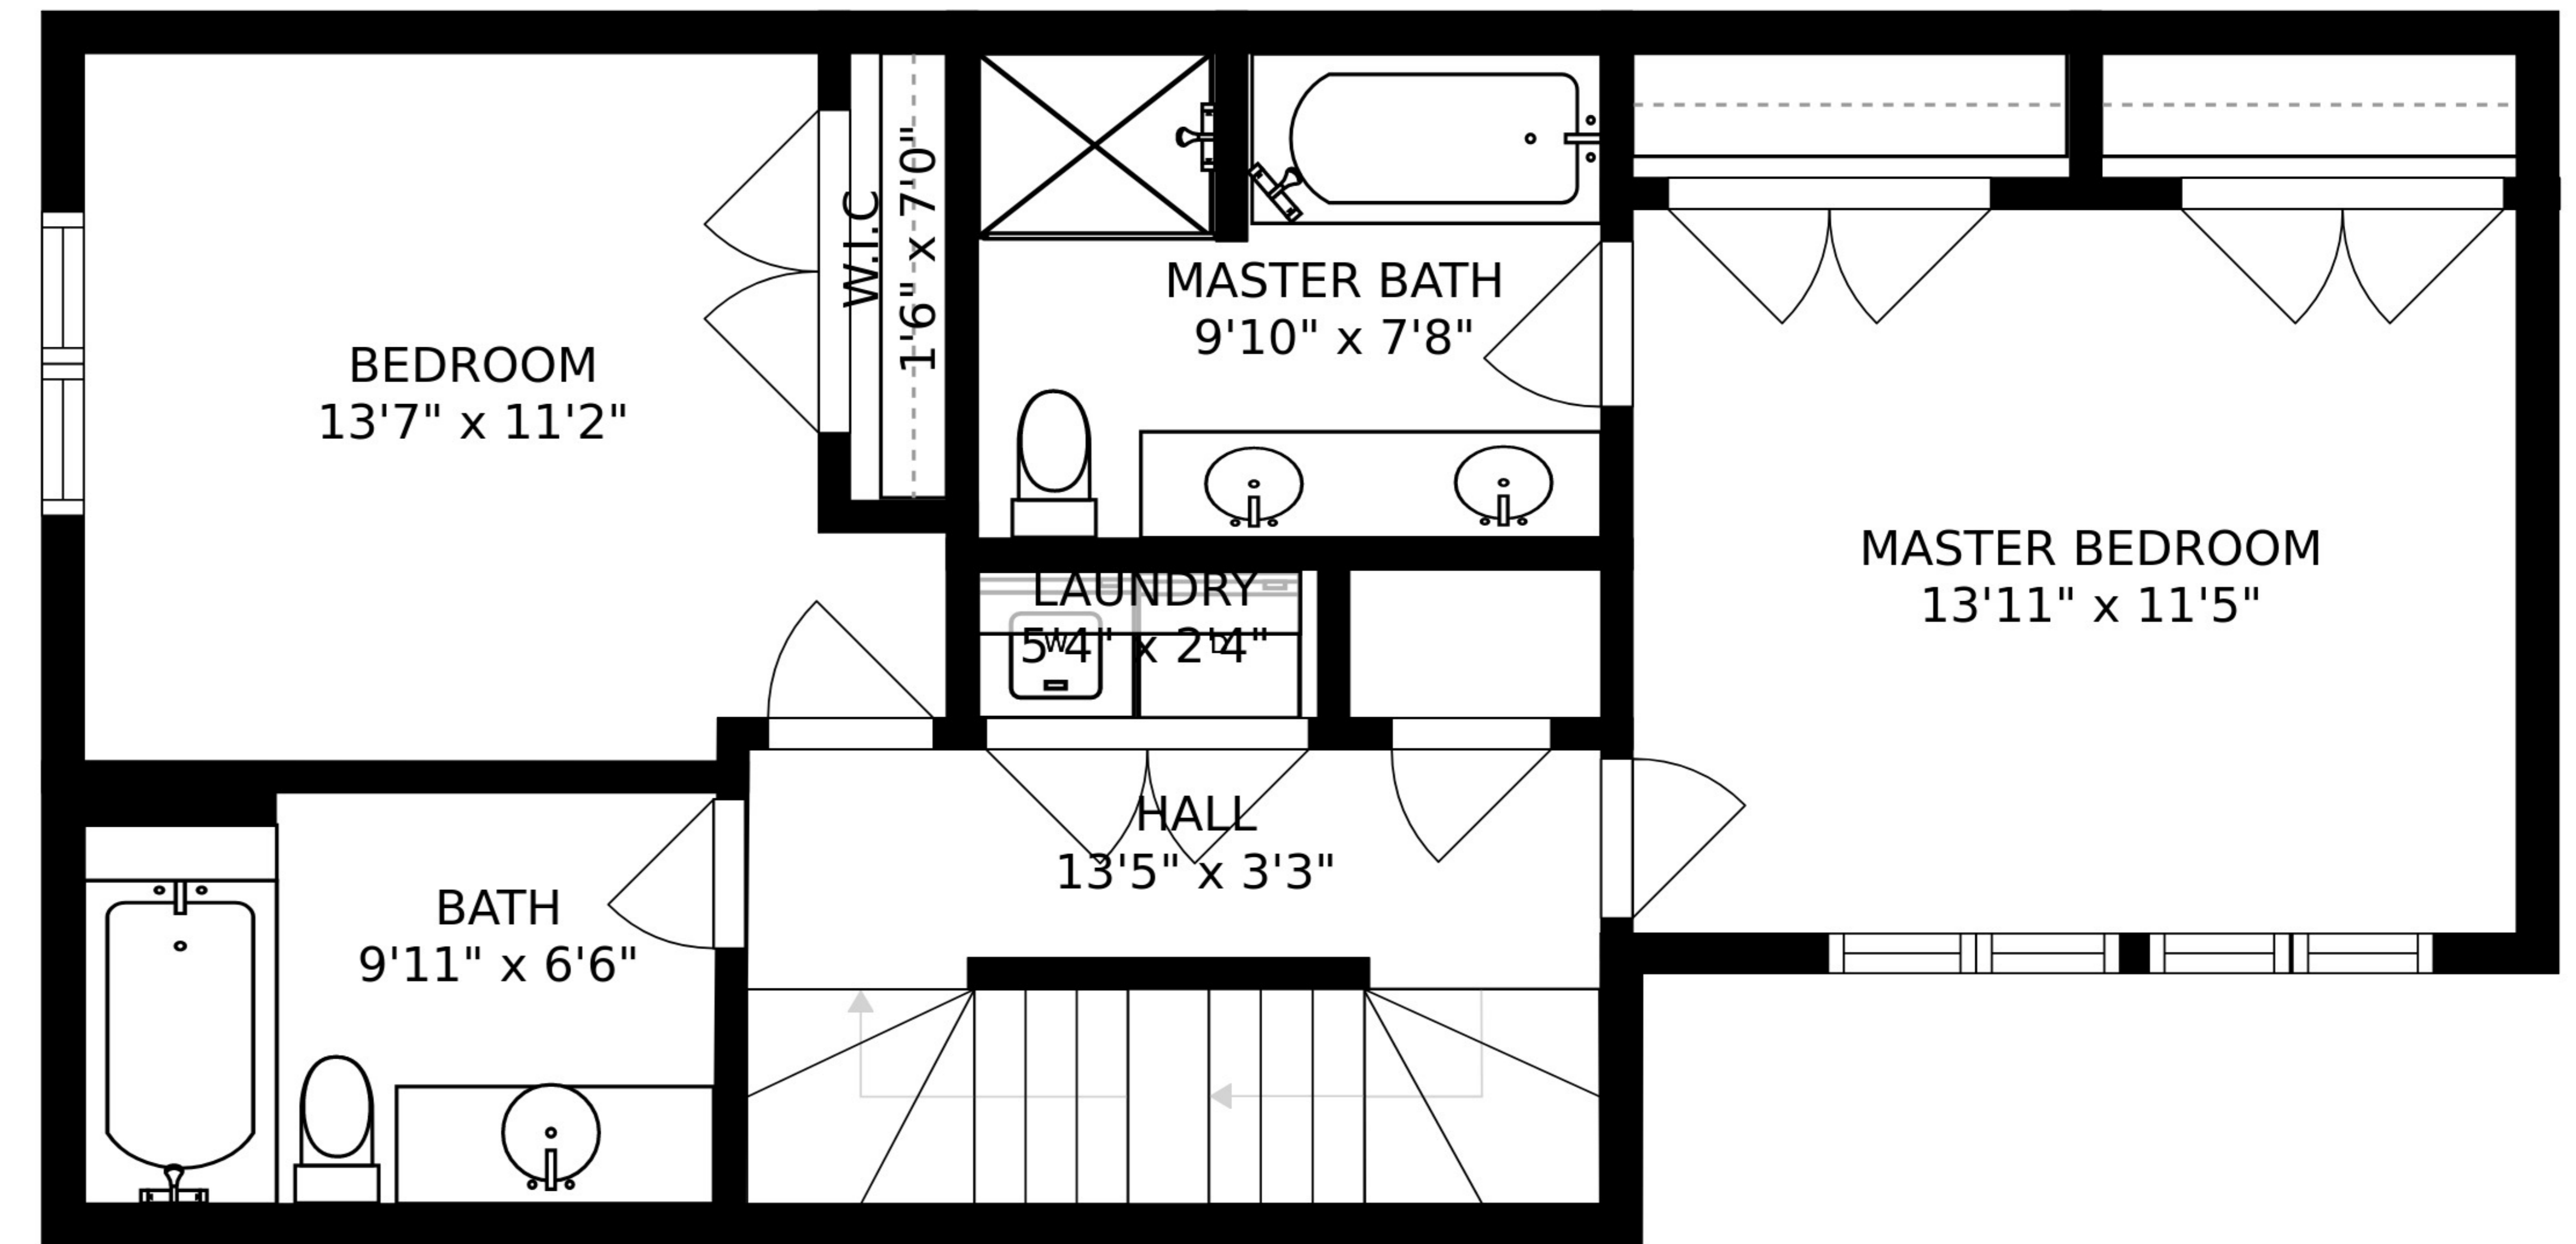 BEDROOM
13'7" x 11'2"
W.I.C
1'6" x 7'0"
MASTER BATH
9'10" x 7'8"
MASTER BEDROOM
13'11" x 11'5"
LAUNDRY
5'4" x 2'4"
W
D
HALL
13'5" x 3'3"
BATH
9'11" x 6'6"